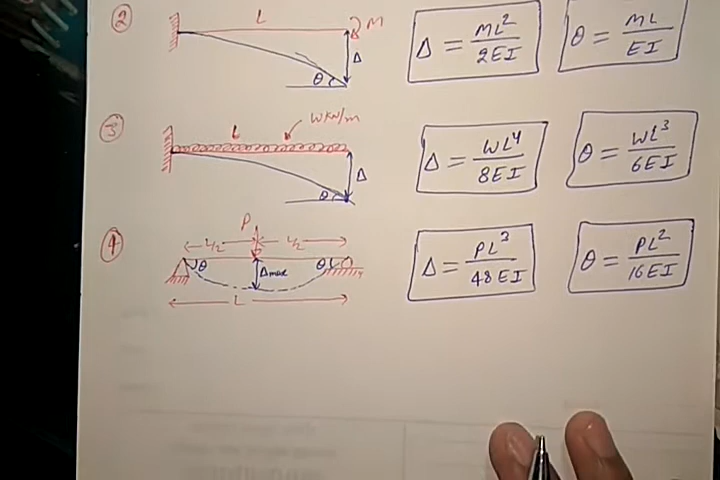 2 L M Δ = ML²/2EI θ = ML/EI
θ Δ
3 L W KN/m Δ = WL⁴/8EI θ = WL³/6EI
θ Δ
4 P
L/2 L/2 Δ = PL³/48EI θ = PL²/16EI
θ Δmax θ
L